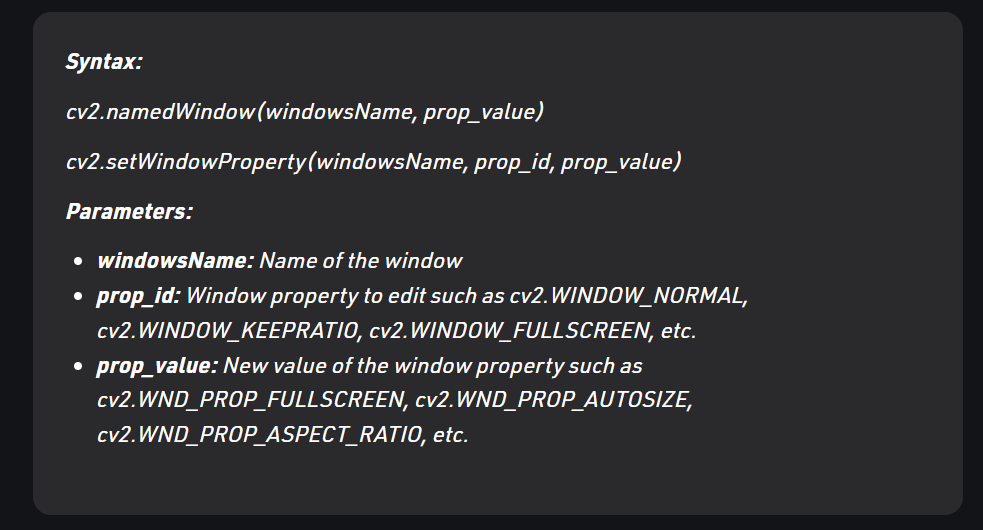 Syntax:
cv2.namedWindow(windowsName, prop_value)
cv2.setWindowProperty(windowsName, prop_id, prop_value)
Parameters:
• windowsName: Name of the window
• prop_id: Window property to edit such as cv2.WINDOW_NORMAL,
cv2.WINDOW_KEEPRATIO, cv2.WINDOW_FULLSCREEN, etc.
• prop_value: New value of the window property such as
cv2.WND_PROP_FULLSCREEN, cv2.WND_PROP_AUTOSIZE,
cv2.WND_PROP_ASPECT_RATIO, etc.